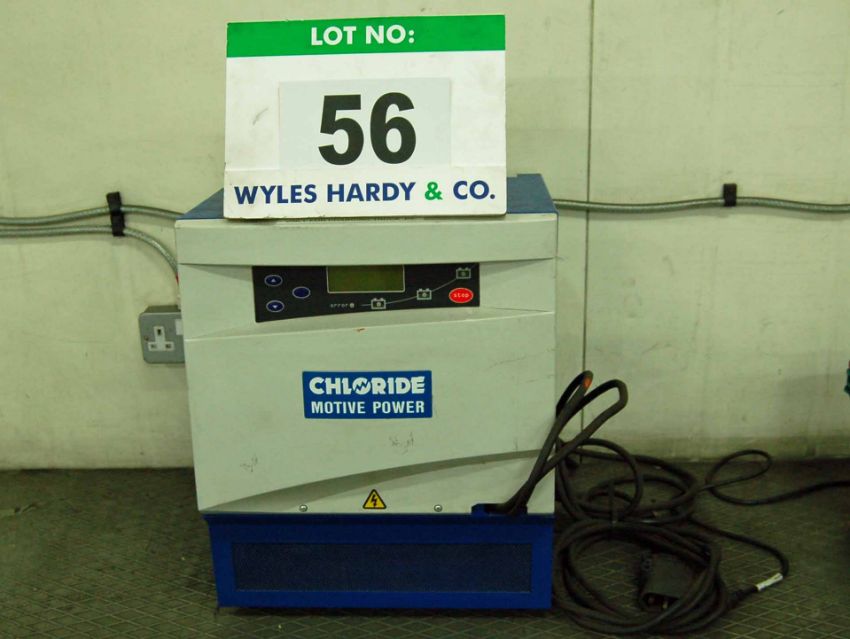 LOT NO:
56
WYLES HARDY & CO.
error
stop
CHLORIDE
MOTIVE POWER